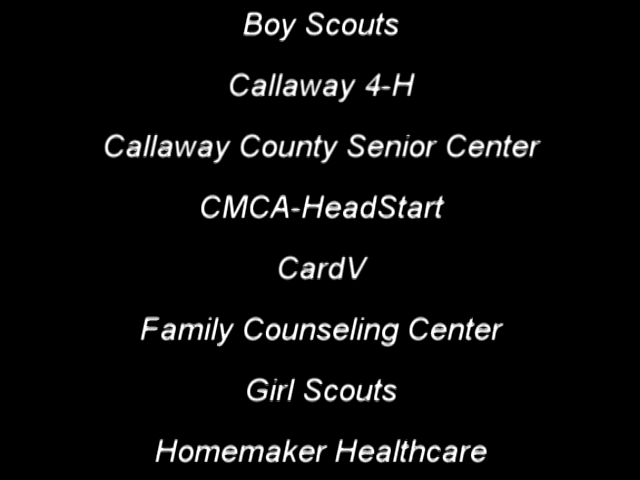 Boy Scouts
Callaway 4-H
Callaway County Senior Center
CMCA-HeadStart
CardV
Family Counseling Center
Girl Scouts
Homemaker Healthcare